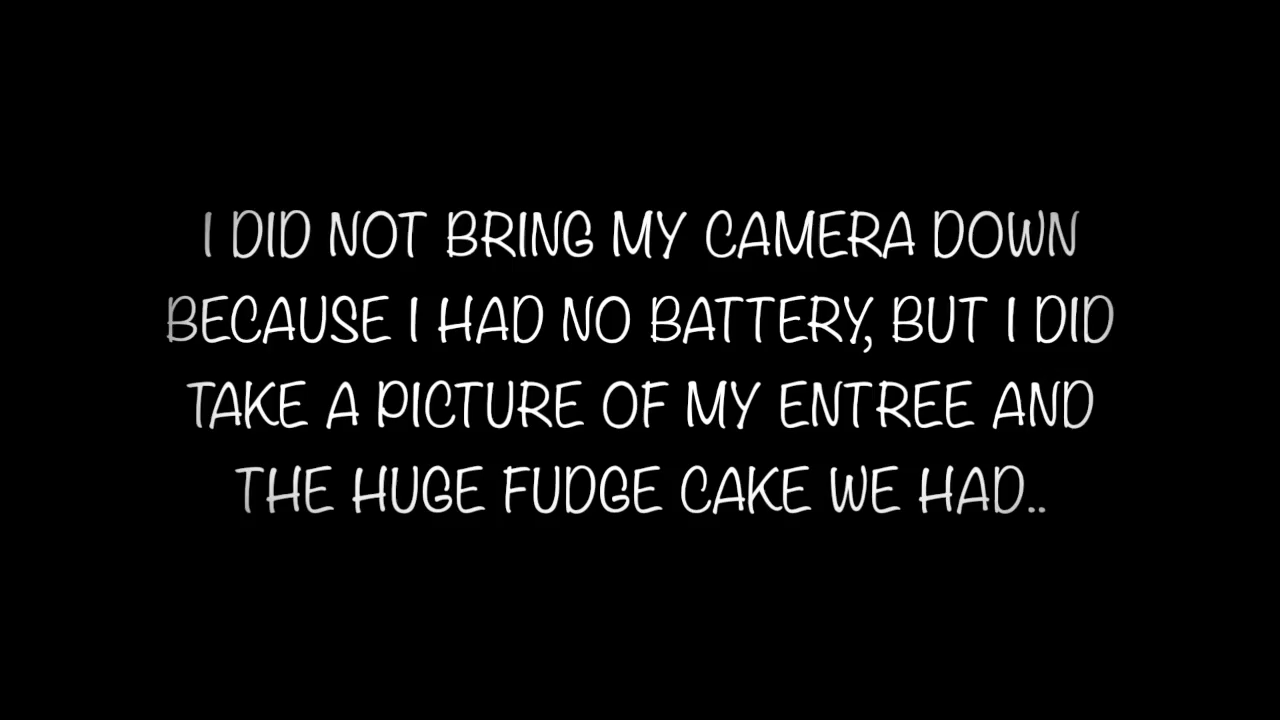 I DID NOT BRING MY CAMERA DOWN
BECAUSE I HAD NO BATTERY, BUT I DID
TAKE A PICTURE OF MY ENTREE AND
THE HUGE FUDGE CAKE WE HAD..